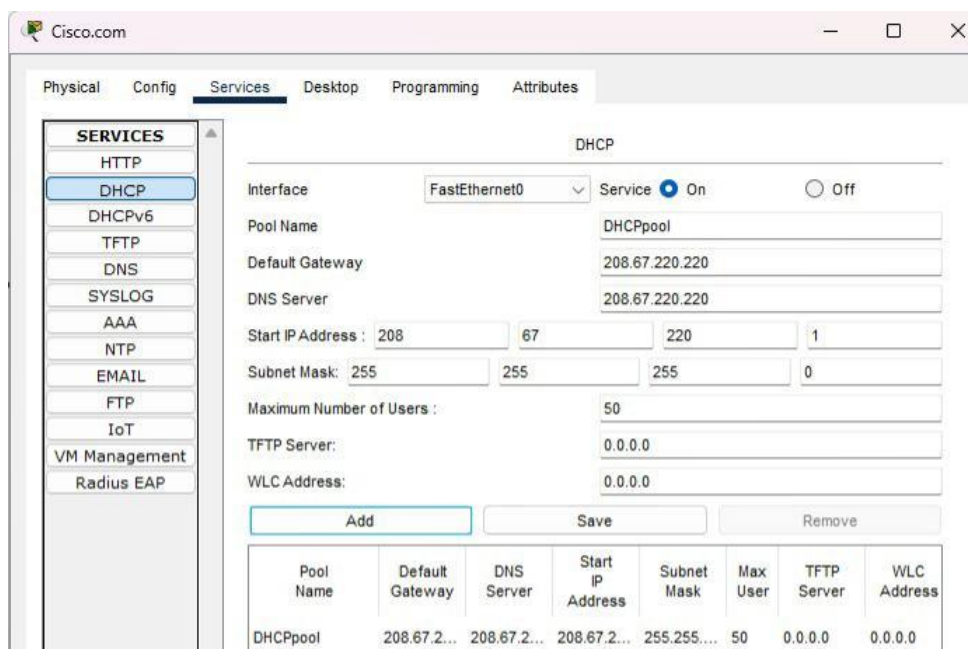 Cisco.com
Physical Config Services Desktop Programming Attributes
SERVICES
HTTP
DHCP
DHCPv6
TFTP
DNS
SYSLOG
AAA
NTP
EMAIL
FTP
IoT
VM Management
Radius EAP
DHCP
Interface FastEthernet0 Service On Off
Pool Name DHCPpool
Default Gateway 208.67.220.220
DNS Server 208.67.220.220
Start IP Address : 208 67 220 1
Subnet Mask: 255 255 255 0
Maximum Number of Users : 50
TFTP Server: 0.0.0.0
WLC Address: 0.0.0.0
Add Save Remove
Pool Name Default Gateway DNS Server Start IP Address Subnet Mask Max User TFTP Server WLC Address
DHCPpool 208.67.2... 208.67.2... 208.67.2... 255.255.... 50 0.0.0.0 0.0.0.0